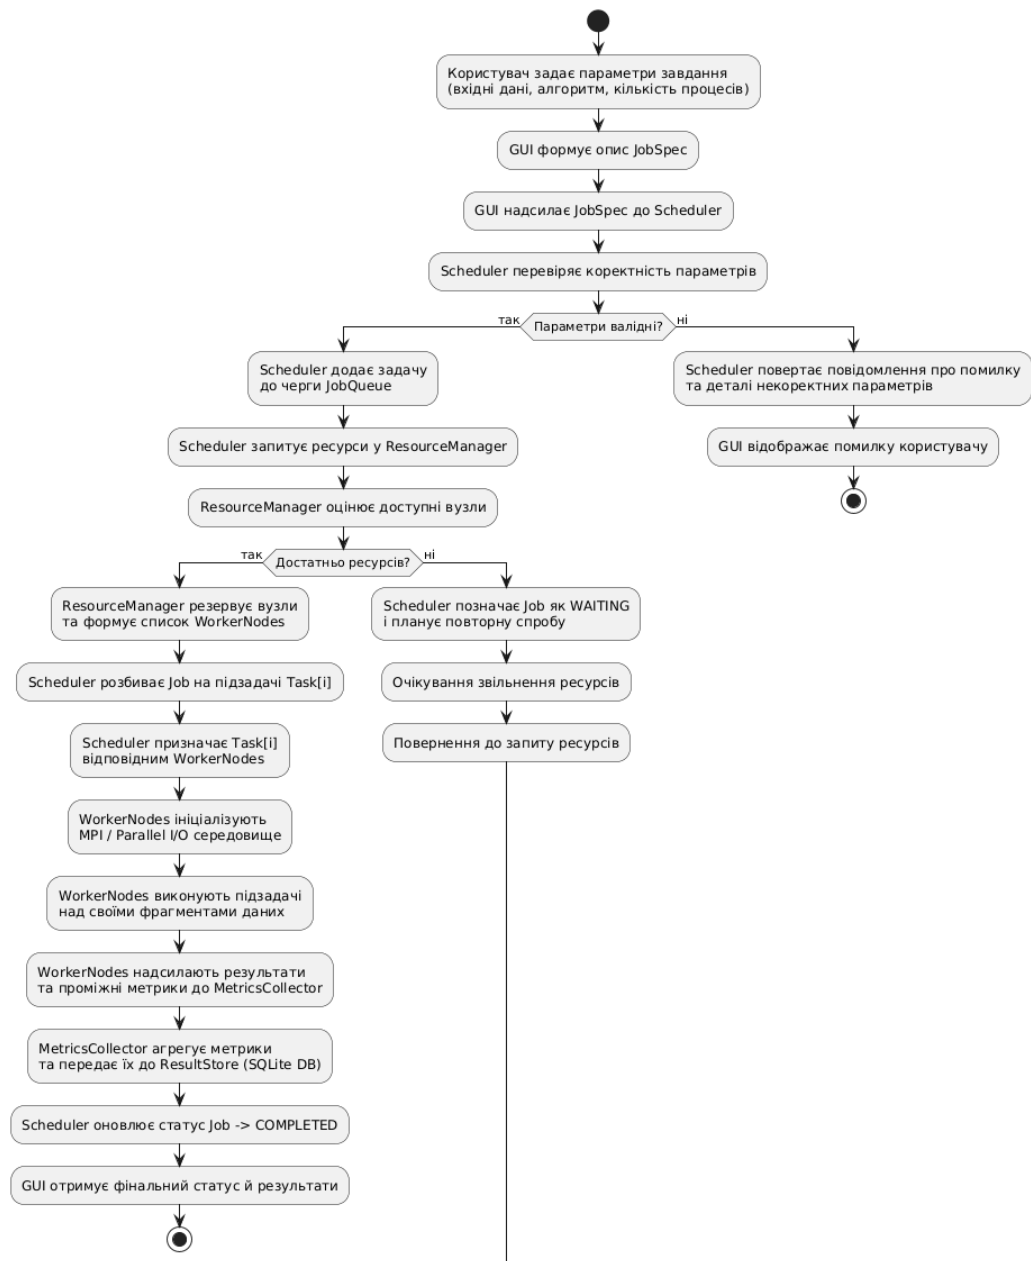 Користувач задає параметри завдання
(вхідні дані, алгоритм, кількість процесів)
GUI формує опис JobSpec
GUI надсилає JobSpec до Scheduler
Scheduler перевіряє коректність параметрів
так
Параметри валідні?
ні
Scheduler додає задачу
до черги JobQueue
Scheduler запитує ресурси у ResourceManager
ResourceManager оцінює доступні вузли
так
Достатньо ресурсів?
ні
ResourceManager резервує вузли
та формує список WorkerNodes
Scheduler розбиває Job на підзадачі Task[i]
Scheduler призначає Task[i]
відповідним WorkerNodes
WorkerNodes ініціалізують
MPI / Parallel I/O середовище
WorkerNodes виконують підзадачі
над своїми фрагментами даних
WorkerNodes надсилають результати
та проміжні метрики до MetricsCollector
MetricsCollector агрегує метрики
та передає їх до ResultStore (SQLite DB)
Scheduler оновлює статус Job -> COMPLETED
GUI отримує фінальний статус й результати
Scheduler позначає Job як WAITING
і планує повторну спробу
Очікування звільнення ресурсів
Повернення до запиту ресурсів
Scheduler повертає повідомлення про помилку
та деталі некоректних параметрів
GUI відображає помилку користувачу